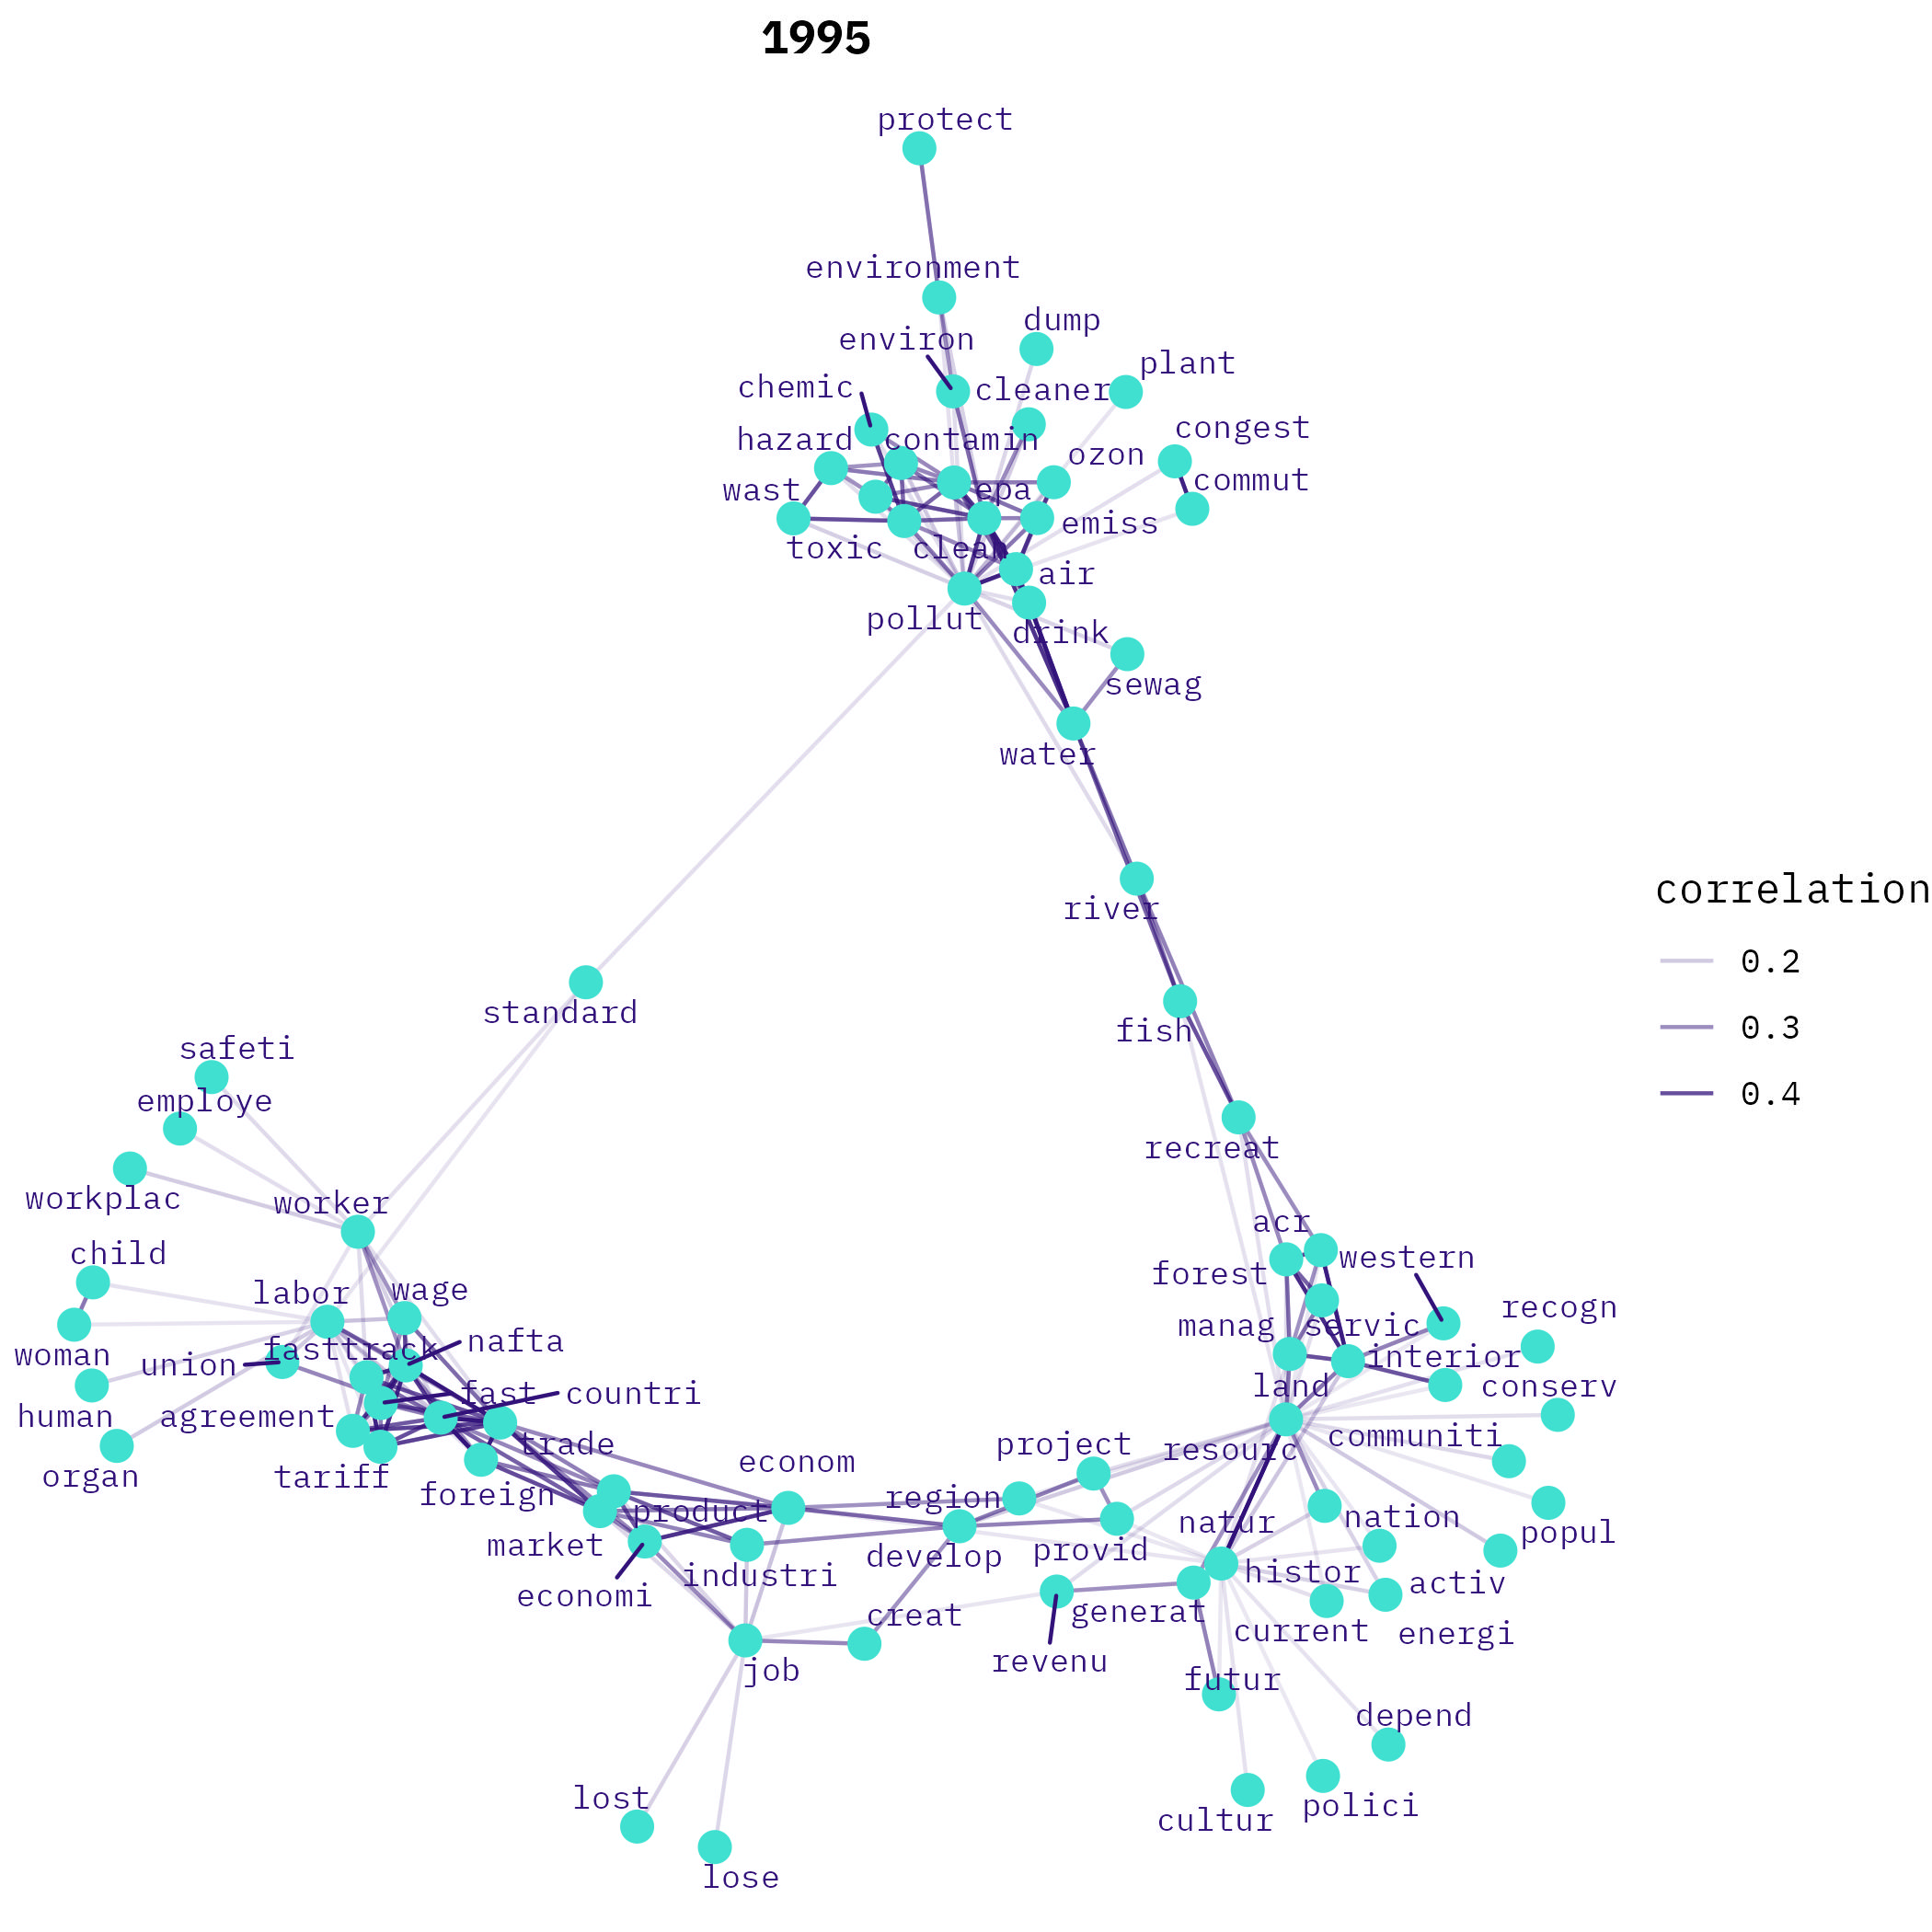 1995
protect
environment
dump
environ
plant
chemic
cleaner
congest
hazard
contamin
ozon
commut
wast
epa
emiss
toxic
clean
air
pollut
drink
sewag
water
correlation
river
0.2
standard
0.3
fish
safeti
0.4
employe
recreat
workplac
worker
acr
child
western
forest
labor
wage
recogn
manag
servic
nafta
fasttrack
woman
union
interior
land
conserv
fast
countri
human
agreement
communiti
project
trade
resourc
econom
organ
tariff
foreign
region
product
nation
natur
popul
market
provid
develop
histor
industri
activ
economi
generat
creat
current
energi
revenu
job
futur
depend
lost
polici
cultur
lose